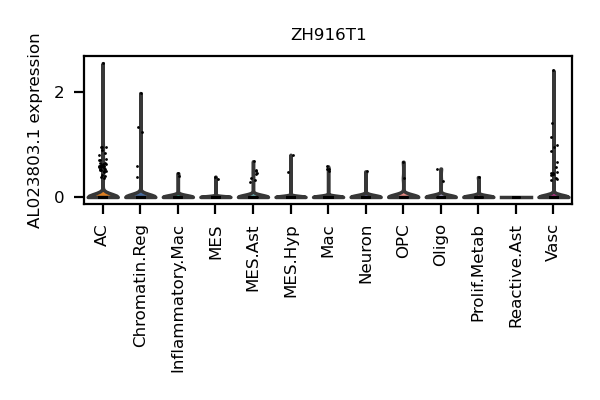 ZH916T1
AL023803.1 expression
2
0
AC
Chromatin.Reg
Inflammatory.Mac
MES
MES.Ast
MES.Hyp
Mac
Neuron
OPC
Oligo
Prolif.Metab
Reactive.Ast
Vasc